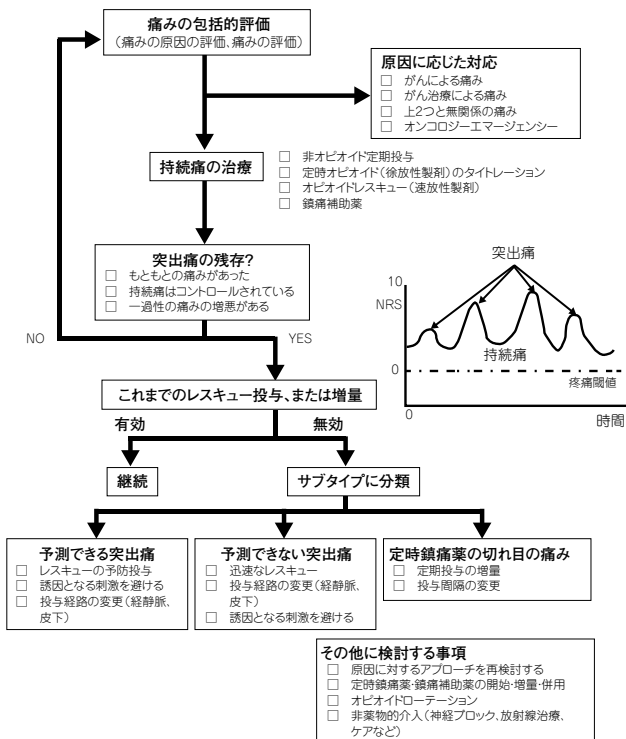 痛みの包括的評価
（痛みの原因の評価、痛みの評価）
原因に応じた対応
□ がんによる痛み
□ がん治療による痛み
□ 上2つと無関係の痛み
□ オンコロジーエマージェンシー
持続痛の治療
□ 非オピオイド定期投与
□ 定時オピオイド（徐放性製剤）のタイトレーション
□ オピオイドレスキュー（速放性製剤）
□ 鎮痛補助薬
突出痛の残存?
□ もともとの痛みがあった
□ 持続痛はコントロールされている
□ 一過性の痛みの増悪がある
NO
YES
突出痛
10
NRS
持続痛
0
疼痛閾値
0
時間
これまでのレスキュー投与、または増量
有効
無効
継続
サブタイプに分類
予測できる突出痛
□ レスキューの予防投与
□ 誘因となる刺激を避ける
□ 投与経路の変更（経静脈、
皮下）
予測できない突出痛
□ 迅速なレスキュー
□ 投与経路の変更（経静脈、
皮下）
□ 誘因となる刺激を避ける
定時鎮痛薬の切れ目の痛み
□ 定期投与の増量
□ 投与間隔の変更
その他に検討する事項
□ 原因に対するアプローチを再検討する
□ 定時鎮痛薬・鎮痛補助薬の開始・増量・併用
□ オピオイドローテーション
□ 非薬物的介入（神経ブロック、放射線治療、
ケアなど）